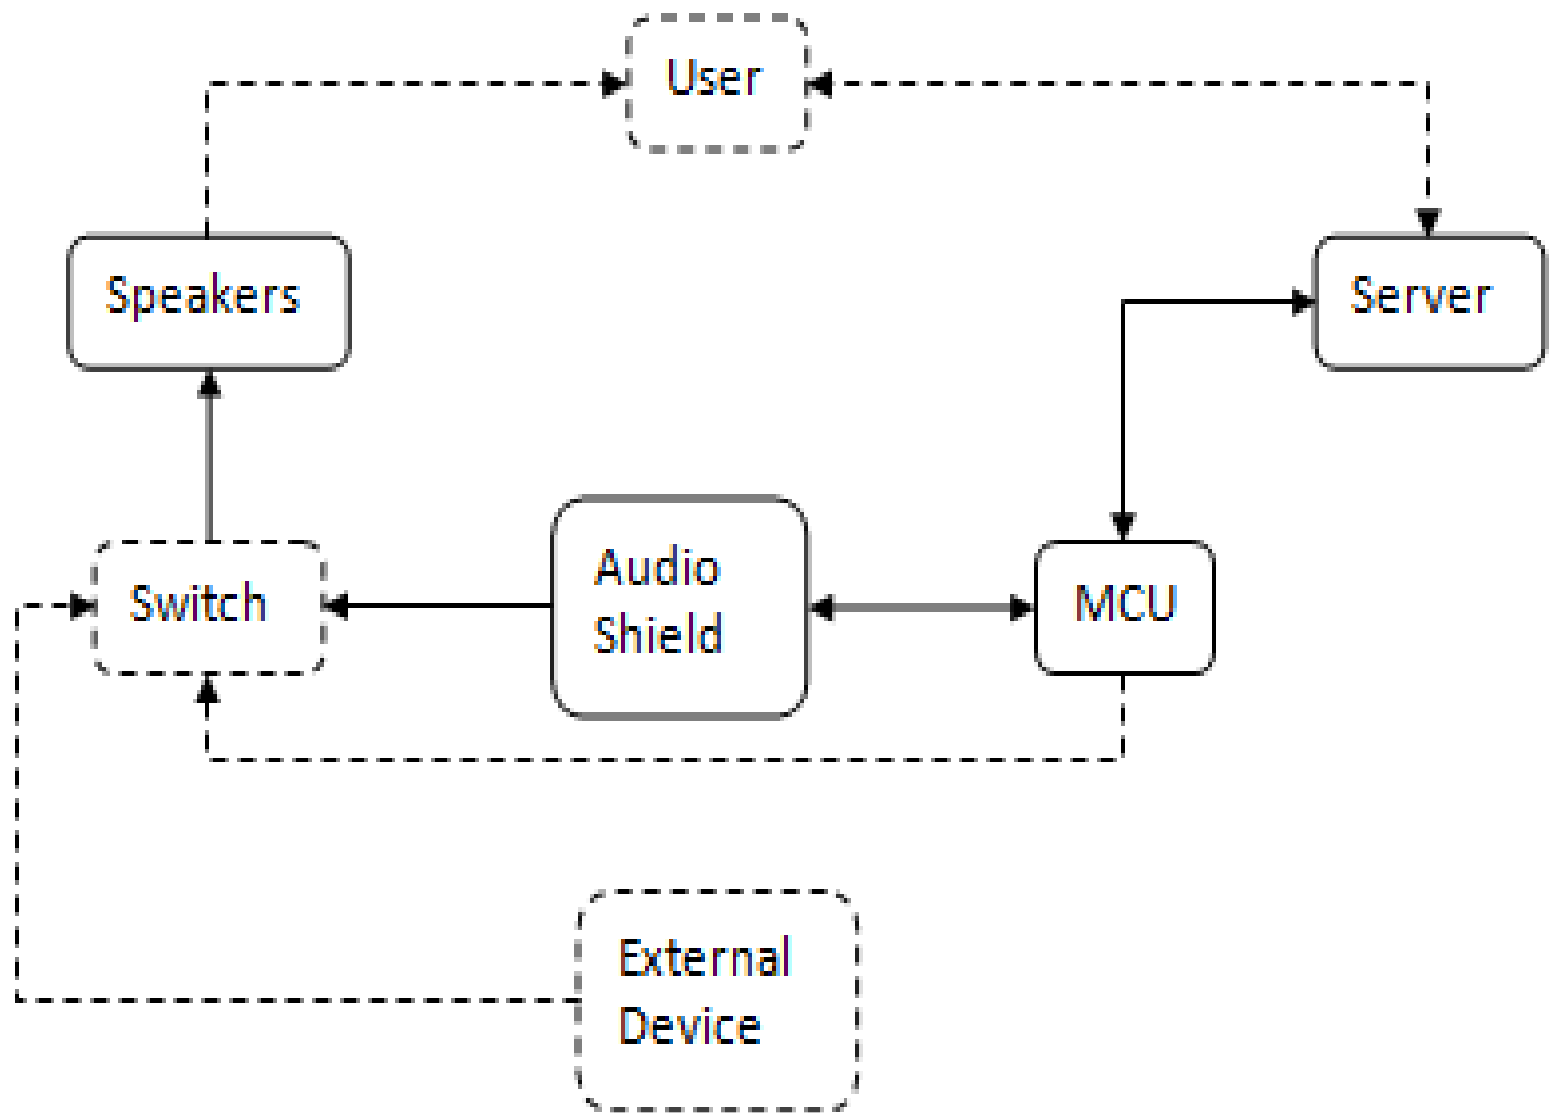 User
Speakers
Server
Switch
Audio
Shield
MCU
External
Device